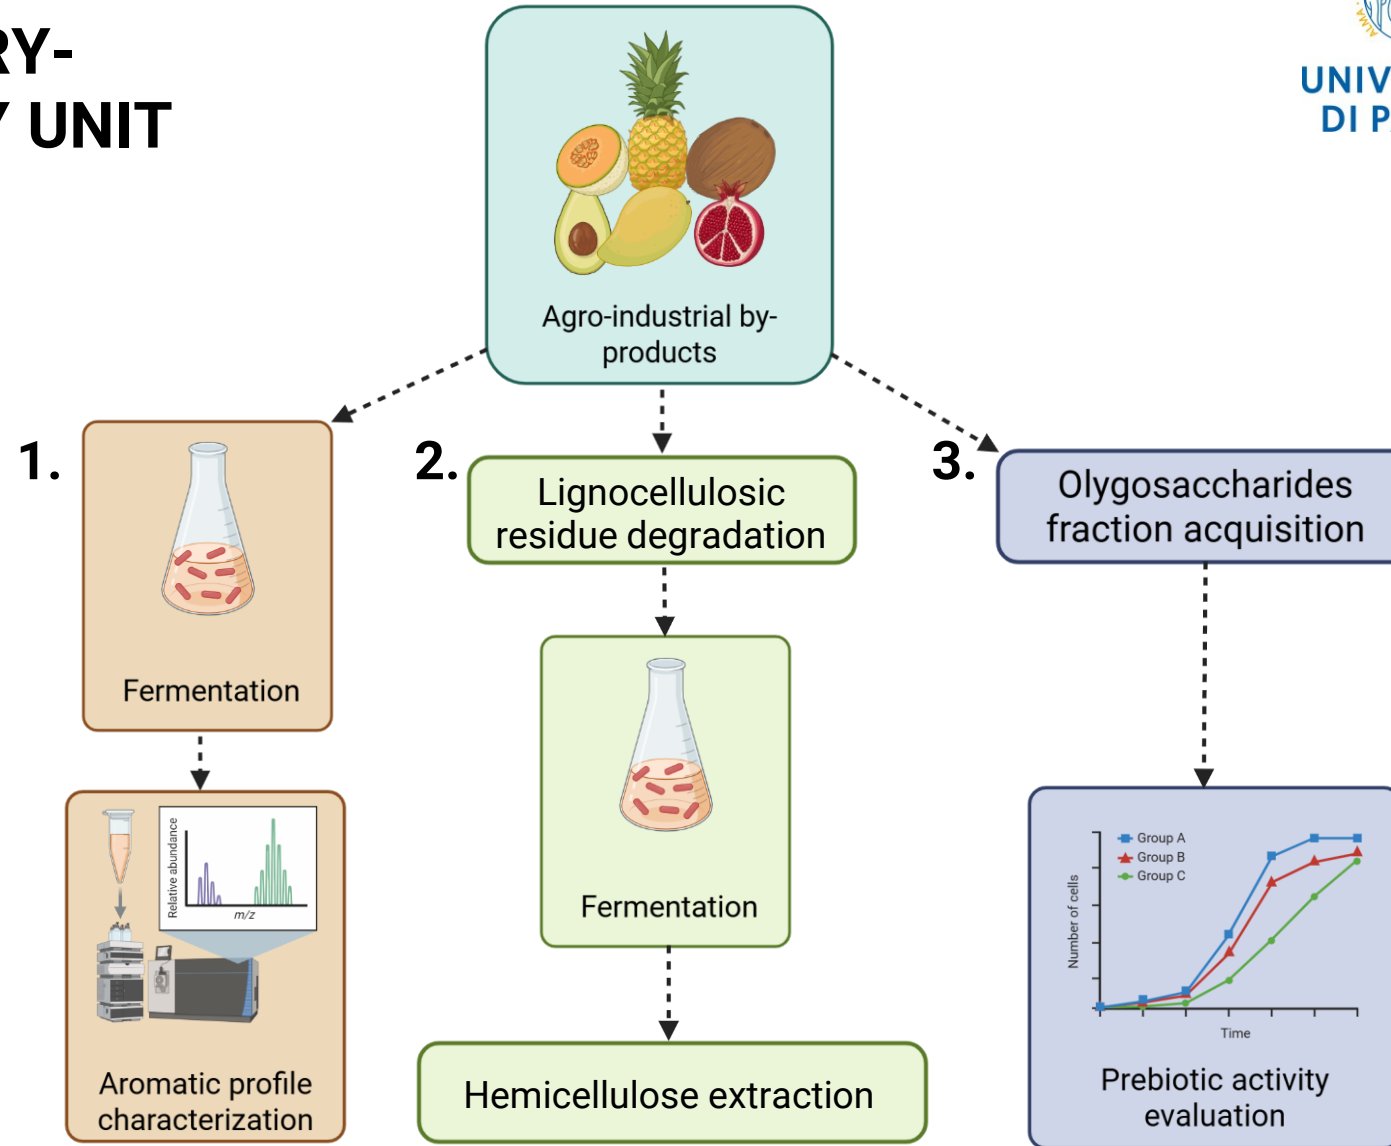 RY-
Y UNIT
UNIV
DI P
Agro-industrial by-
products
1.
Fermentation
Relative abundance
m/z
Aromatic profile
characterization
2.
Lignocellulosic
residue degradation
Fermentation
Hemicellulose extraction
3.
Olygosaccharides
fraction acquisition
Group A
Group B
Group C
Number of cells
Time
Prebiotic activity
evaluation